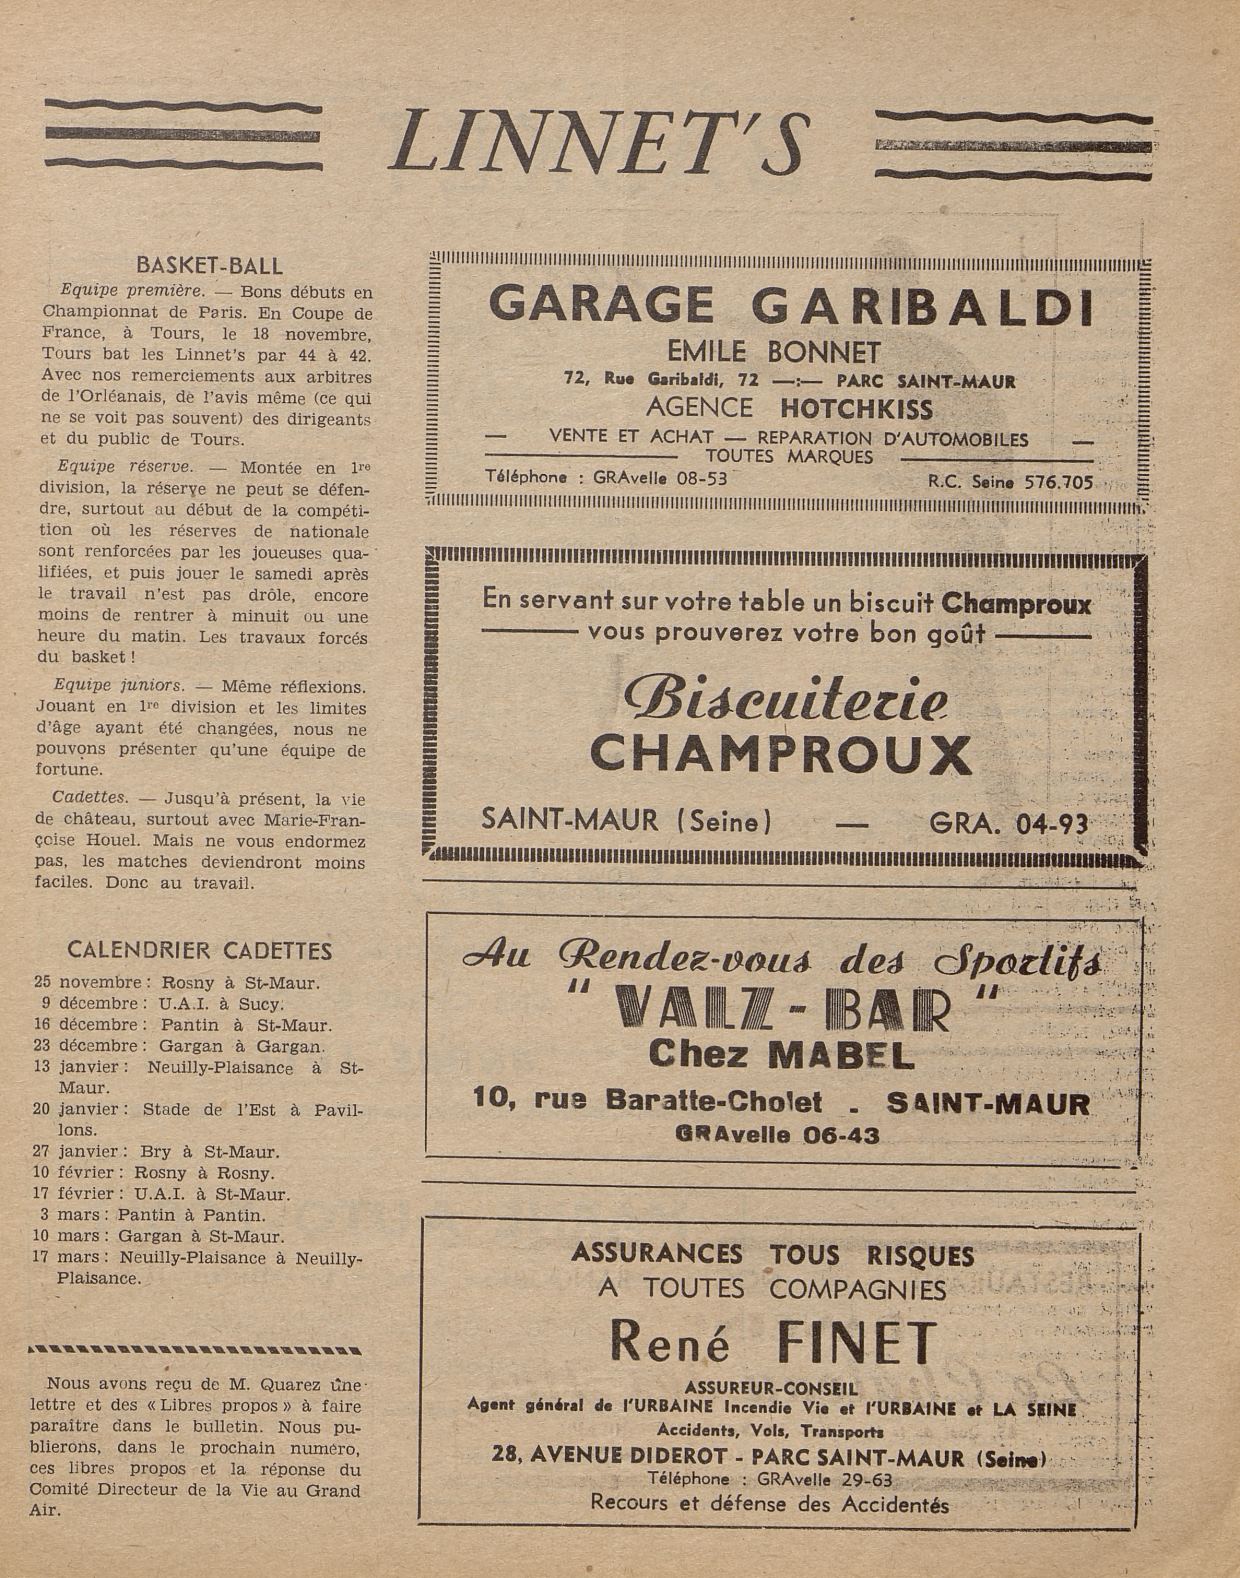 LINNET'S
BASKET-BALL
Equipe première. — Bons débuts en
Championnat de Paris. En Coupe de
France, à Tours, le 18 novembre,
Tours bat les Linnet's par 44 à 42.
Avec nos remerciements aux arbitres
de l'Orléanais, de l'avis même (ce qui
ne se voit pas souvent) des dirigeants
et du public de Tours.
Equipe réserve. — Montée en 1re
division, la réserve ne peut se défen-
dre, surtout au début de la compéti-
tion où les réserves de nationale
sont renforcées par les joueuses qua-
lifiées, et puis jouer le samedi après
le travail n'est pas drôle, encore
moins de rentrer à minuit ou une
heure du matin. Les travaux forcés
du basket !
Equipe juniors. — Même réflexions.
Jouant en 1re division et les limites
d'âge ayant été changées, nous ne
pouvons présenter qu'une équipe de
fortune.
Cadettes. — Jusqu'à présent, la vie
de château, surtout avec Marie-Fran-
çoise Houel. Mais ne vous endormez
pas, les matches deviendront moins
faciles. Donc au travail.
CALENDRIER CADETTES
25 novembre : Rosny à St-Maur.
9 décembre : U.A.I. à Sucy.
16 décembre : Pantin à St-Maur.
23 décembre : Gargan à Gargan.
13 janvier : Neuilly-Plaisance à St-
Maur.
20 janvier : Stade de l'Est à Pavil-
lons.
27 janvier : Bry à St-Maur.
10 février : Rosny à Rosny.
17 février : U.A.I. à St-Maur.
3 mars : Pantin à Pantin.
10 mars : Gargan à St-Maur.
17 mars : Neuilly-Plaisance à Neuilly-
Plaisance.
Nous avons reçu de M. Quarez une
lettre et des « Libres propos » à faire
paraître dans le bulletin. Nous pu-
blierons, dans le prochain numéro,
ces libres propos et la réponse du
Comité Directeur de la Vie au Grand
Air.
GARAGE GARIBALDI
EMILE BONNET
72, Rue Garibaldi, 72 —:— PARC SAINT-MAUR
AGENCE HOTCHKISS
— VENTE ET ACHAT — REPARATION D'AUTOMOBILES —
TOUTES MARQUES
Téléphone : GRAvelle 08-53 R.C. Seine 576.705
En servant sur votre table un biscuit Champroux
vous prouverez votre bon goût
Biscuiterie
CHAMPROUX
SAINT-MAUR (Seine) — GRA. 04-93
Au Rendez-vous des Sportifs
" VALZ-BAR "
Chez MABEL
10, rue Baratte-Cholet - SAINT-MAUR
GRAvelle 06-43
ASSURANCES TOUS RISQUES
A TOUTES COMPAGNIES
René FINET
ASSUREUR-CONSEIL
Agent général de l'URBAINE Incendie Vie et l'URBAINE et LA SEINE
Accidents, Vols, Transports
28, AVENUE DIDEROT - PARC SAINT-MAUR (Seine)
Téléphone : GRAvelle 29-63
Recours et défense des Accidentés